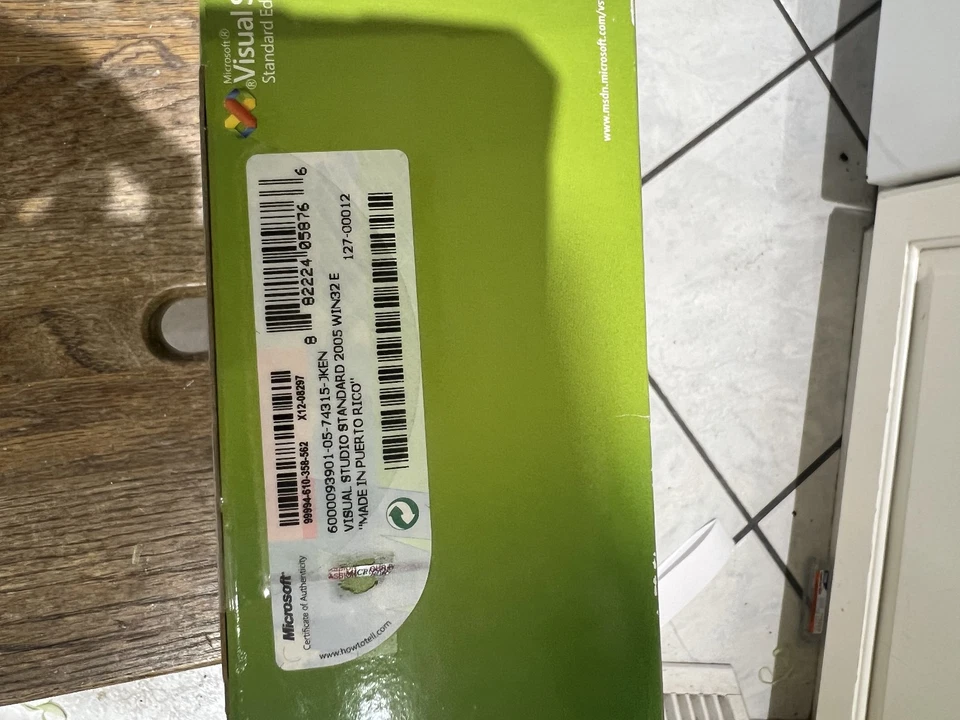 Microsoft®
®Visual S
Standard Ed
www.msdn.microsoft.com/vs
8 82224 05876 6
99994-610-358-562 X12-08297
6000093901-05-74315-JKEN
VISUAL STUDIO STANDARD 2005 WIN32 E
"MADE IN PUERTO RICO" 127-00012
Microsoft®
Certificate of Authenticity
www.howtotell.com